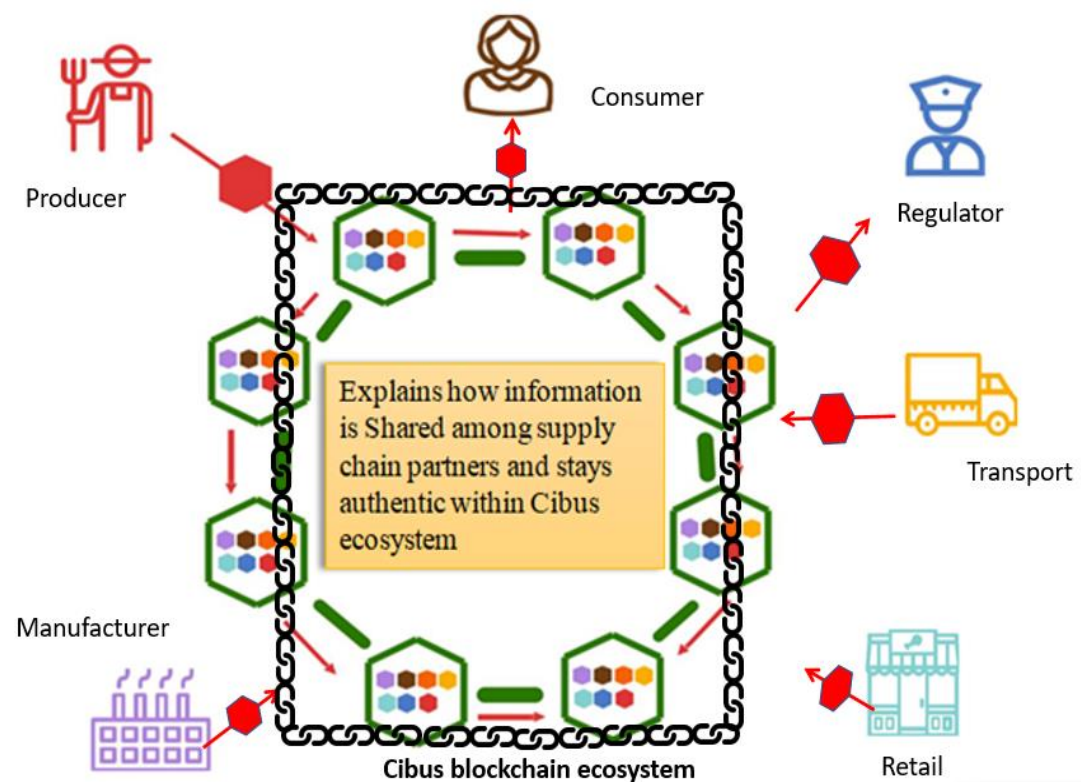 Consumer
Producer
Regulator
Explains how information
is Shared among supply
chain partners and stays
authentic within Cibus
ecosystem
Transport
Manufacturer
Retail
Cibus blockchain ecosystem